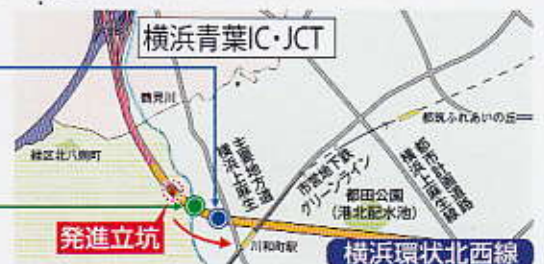 横浜青葉IC・JCT
鶴見川
緑区北八朔町
主要地方道
横浜上麻生
市営地下鉄
グリーンライン
都筑ふれあいの丘
都市計画道路
横浜上麻生線
都田公園
(港北配水池)
発進立坑
川和町駅
横浜環状北西線